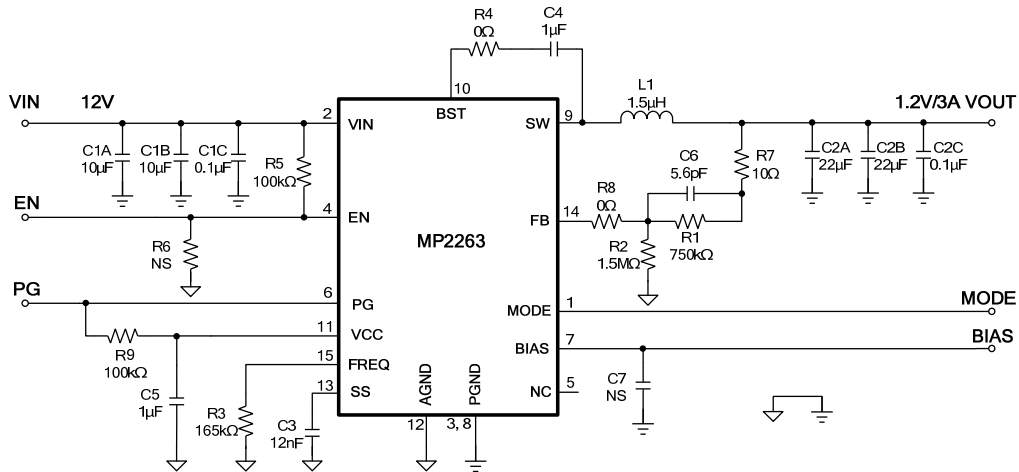 R4
0Ω
C4
1µF
10
BST
VIN 12V
2
VIN
SW
9
L1
1.5µH
1.2V/3A VOUT
C1A
10µF
C1B
10µF
C1C
0.1µF
R5
100kΩ
C6
5.6pF
R7
10Ω
C2A
22µF
C2B
22µF
C2C
0.1µF
EN
4
EN
MP2263
FB
14
R8
0Ω
R6
NS
R2
1.5MΩ
R1
750kΩ
PG
6
PG
MODE
1
MODE
11
VCC
BIAS
7
BIAS
R9
100kΩ
15
FREQ
C5
1µF
R3
165kΩ
13
SS
C3
12nF
AGND
PGND
NC
5
C7
NS
12
3, 8